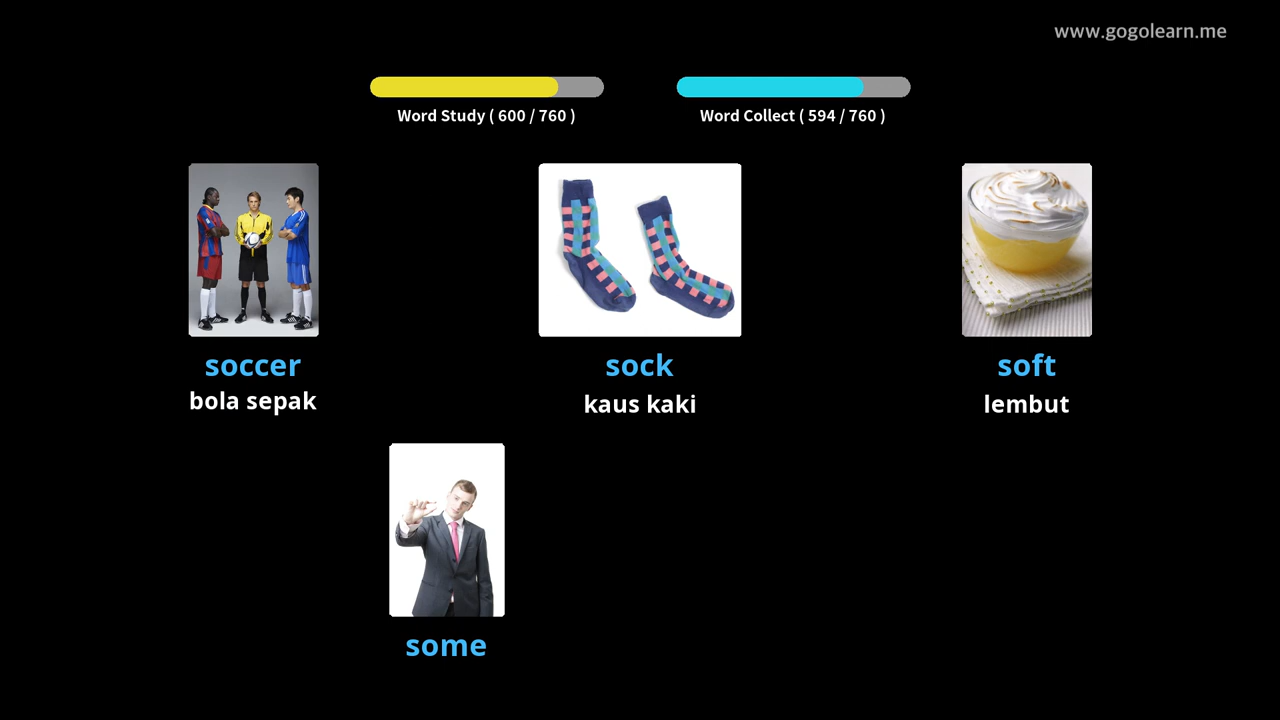 www.gogolearn.me
Word Study ( 600 / 760 )
Word Collect ( 594 / 760 )
soccer
bola sepak
sock
kaus kaki
soft
lembut
some